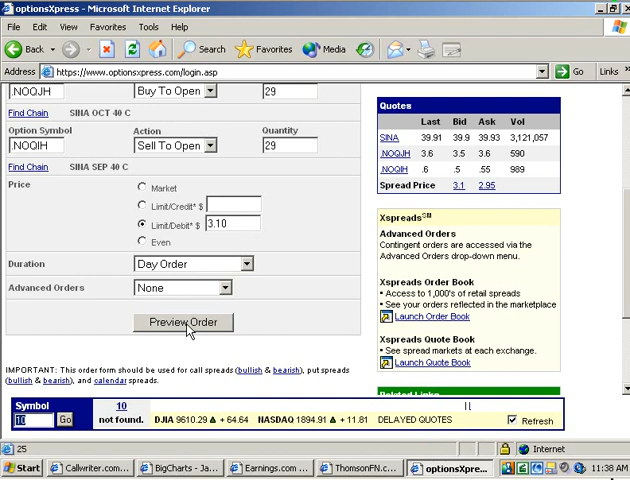 optionsXpress - Microsoft Internet Explorer
File Edit View Favorites Tools Help
Back Search Favorites Media
Address https://www.optionsxpress.com/login.asp Go Links »
.NOQJH Buy To Open 29
Find Chain SINA OCT 40 C
Option Symbol Action Quantity
.NOQIH Sell To Open 29
Find Chain SINA SEP 40 C
Price Market
Limit/Credit* $
Limit/Debit* $ 3.10
Even
Duration Day Order
Advanced Orders None
Preview Order
IMPORTANT: This order form should be used for call spreads (bullish & bearish), put spreads
(bullish & bearish), and calendar spreads.
Quotes
Last Bid Ask Vol
SINA 39.91 39.9 39.93 3,121,057
.NOQJH 3.6 3.5 3.6 590
.NOQIH .6 .5 .55 989
Spread Price 3.1 2.95
XspreadsSM
Advanced Orders
Contingent orders are accessed via the
Advanced Orders drop-down menu.
Xspreads Order Book
• Access to 1,000's of retail spreads
• See your orders reflected in the marketplace
Launch Order Book
Xspreads Quote Book
• See spread markets at each exchange.
Launch Quote Book
Related Links
Symbol 10
10 Go not found. DJIA 9610.29 ▲ + 64.64 NASDAQ 1894.91 ▲ + 11.81 DELAYED QUOTES Refresh
25 Internet
Start Callwriter.com... BigCharts - Ja... Earnings.com ... ThomsonFN.c... optionsXpre... 11:38 AM